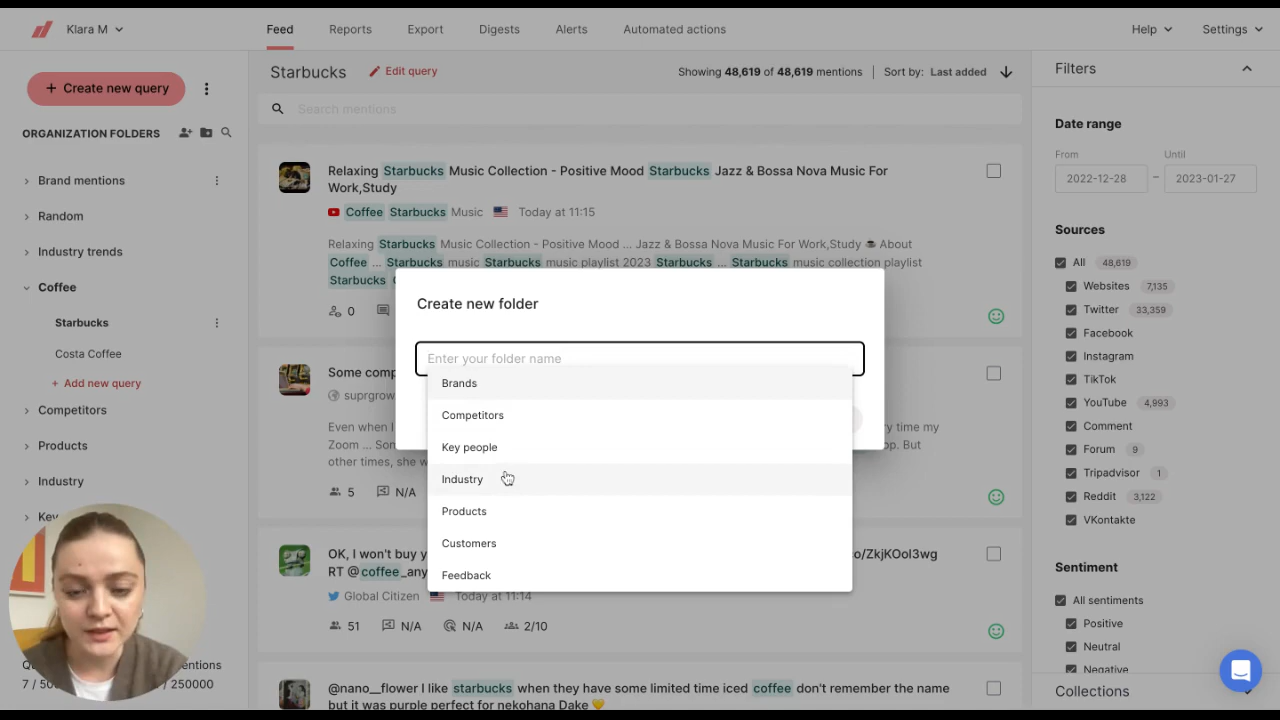 Klara M
Feed
Reports
Export
Digests
Alerts
Automated actions
Help
Settings
+ Create new query
ORGANIZATION FOLDERS
Brand mentions
Random
Industry trends
Coffee
Starbucks
Costa Coffee
+ Add new query
Competitors
Products
Industry
7 / 50
250000
Starbucks
Edit query
Showing 48,619 of 48,619 mentions
Sort by: Last added
Search mentions
Relaxing Starbucks Music Collection - Positive Mood Starbucks Jazz & Bossa Nova Music For
Work,Study
Coffee Starbucks Music Today at 11:15
Relaxing Starbucks Music Collection - Positive Mood ... Jazz & Bossa Nova Music For Work,Study ☕ About
Coffee ... Starbucks music Starbucks music playlist 2023 Starbucks ... Starbucks music collection playlist
Starbucks
0
Create new folder
Enter your folder name
Brands
Competitors
Key people
Industry
Products
Customers
Feedback
Some
Even when I
Zoom ...
other times, she
5 N/A
time my
But
OK, I won't buy
RT @coffee_any
co/ZkjKOol3wg
Global Citizen Today at 11:14
51 N/A N/A 2/10
@nano__flower I like starbucks when they have some limited time iced coffee don't remember the name
but it was purple perfect for nekohana Dake 💛
Filters
Date range
From
Until
2022-12-28 – 2023-01-27
Sources
All 48,619
Websites 7,135
Twitter 33,359
Facebook
Instagram
TikTok
YouTube 4,993
Comment
Forum 9
Tripadvisor 1
Reddit 3,122
VKontakte
Sentiment
All sentiments
Positive
Neutral
Negative
Collections